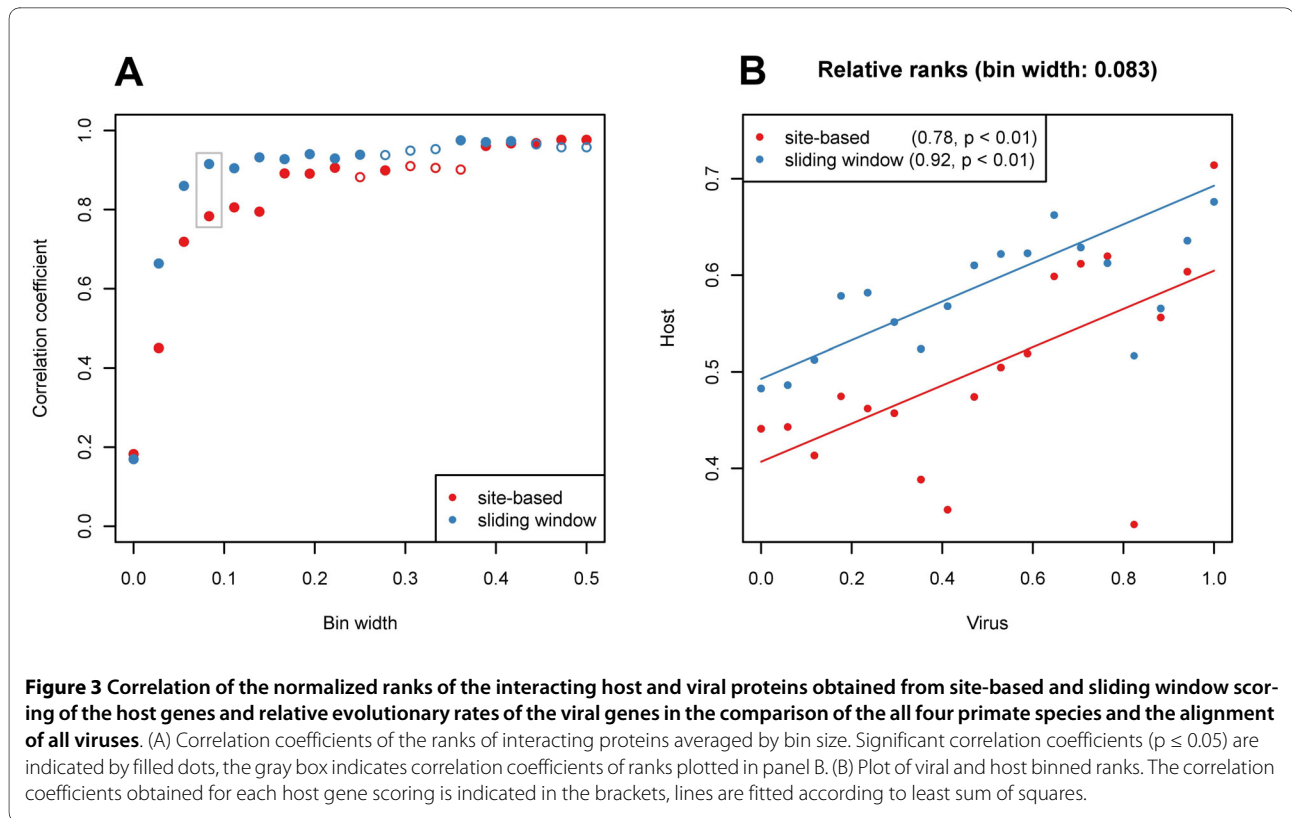 A
Correlation coefficient
0.0 0.2 0.4 0.6 0.8 1.0
site-based
sliding window
0.0 0.1 0.2 0.3 0.4 0.5
Bin width
B
Relative ranks (bin width: 0.083)
site-based (0.78, p < 0.01)
sliding window (0.92, p < 0.01)
Host
0.4 0.5 0.6 0.7
0.0 0.2 0.4 0.6 0.8 1.0
Virus
Figure 3 Correlation of the normalized ranks of the interacting host and viral proteins obtained from site-based and sliding window scor-
ing of the host genes and relative evolutionary rates of the viral genes in the comparison of the all four primate species and the alignment
of all viruses. (A) Correlation coefficients of the ranks of interacting proteins averaged by bin size. Significant correlation coefficients (p ≤ 0.05) are
indicated by filled dots, the gray box indicates correlation coefficients of ranks plotted in panel B. (B) Plot of viral and host binned ranks. The correlation
coefficients obtained for each host gene scoring is indicated in the brackets, lines are fitted according to least sum of squares.